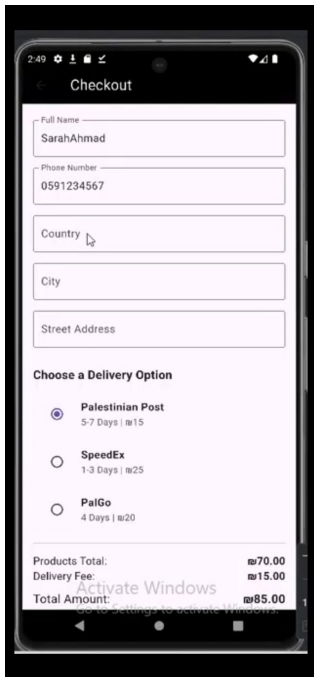 2:49
Checkout
Full Name
SarahAhmad
Phone Number
0591234567
Country
City
Street Address
Choose a Delivery Option
Palestinian Post
5-7 Days | ₪15
SpeedEx
1-3 Days | ₪25
PalGo
4 Days | ₪20
Products Total: ₪70.00
Delivery Fee: ₪15.00
Activate Windows
Total Amount: ₪85.00
Go to Settings to activate Windows.